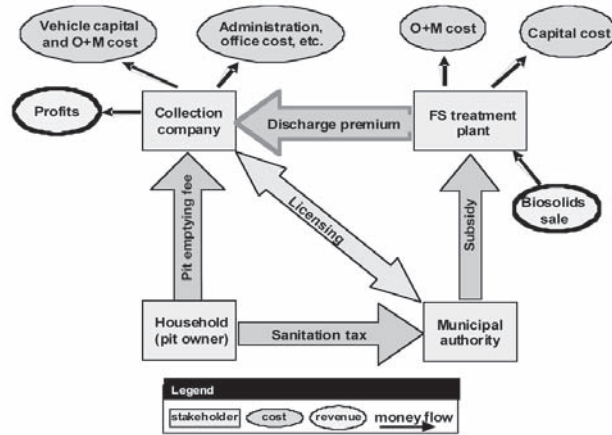 Vehicle capital
and O+M cost
Administration,
office cost, etc.
O+M cost
Capital cost
Profits
Collection
company
Discharge premium
FS treatment
plant
Biosolids
sale
Pit emptying fee
Licensing
Subsidy
Household
(pit owner)
Sanitation tax
Municipal
authority
Legend
stakeholder
cost
revenue
money flow